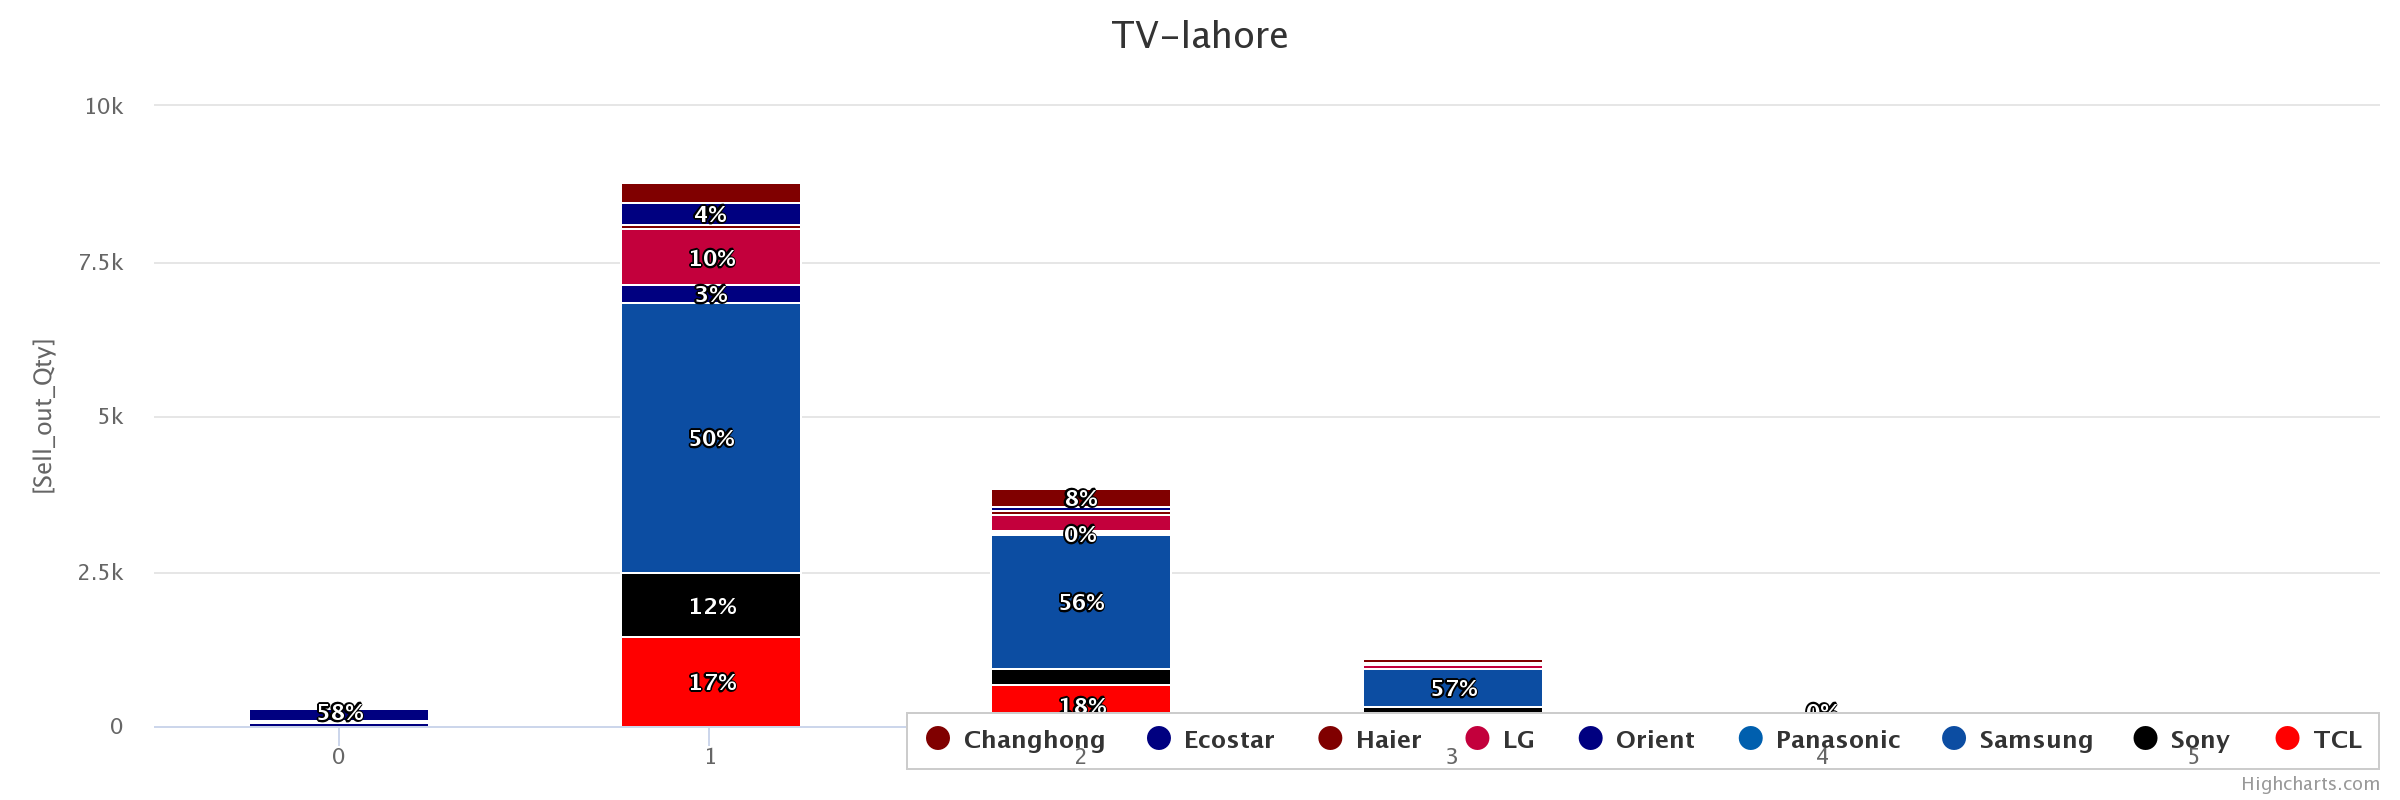 TV-lahore
10k
7.5k
5k
2.5k
0
[Sell_out_Qty]
58%
4%
10%
3%
50%
12%
17%
8%
0%
56%
18%
57%
0%
Changhong Ecostar Haier LG Orient Panasonic Samsung Sony TCL
0 1 2 3 4 5
Highcharts.com